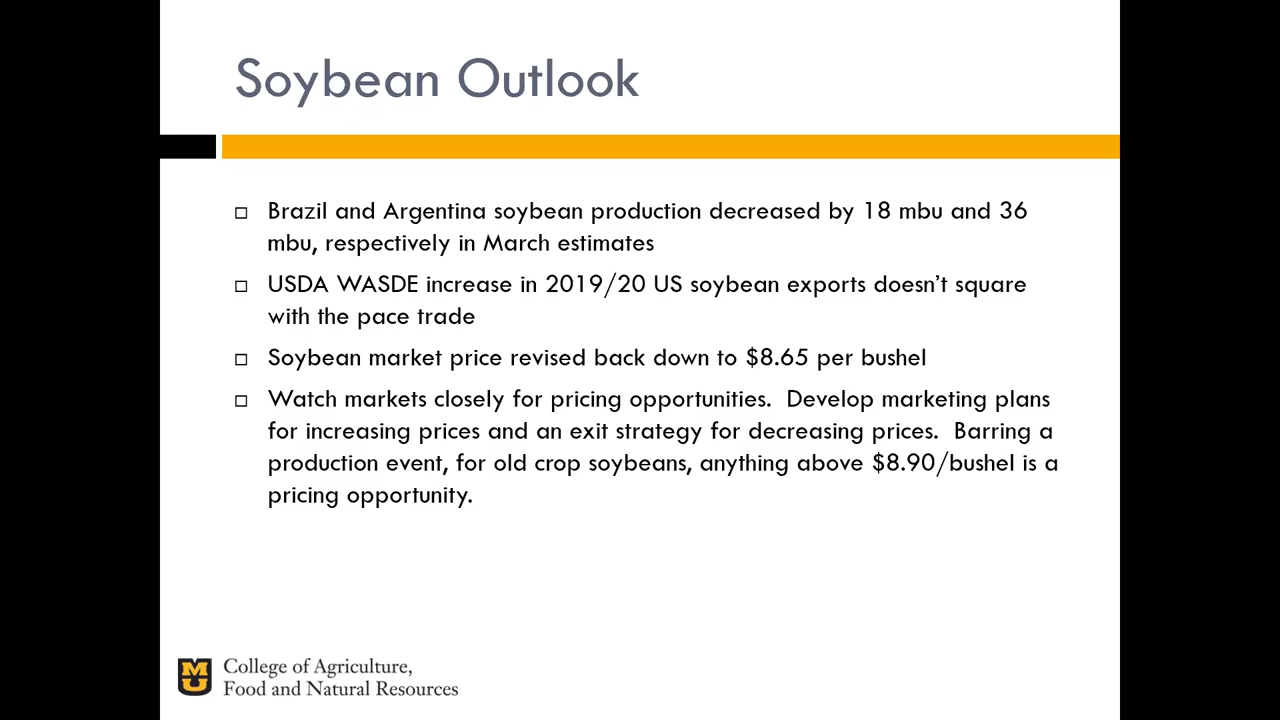 Soybean Outlook
Brazil and Argentina soybean production decreased by 18 mbu and 36
mbu, respectively in March estimates
USDA WASDE increase in 2019/20 US soybean exports doesn’t square
with the pace trade
Soybean market price revised back down to $8.65 per bushel
Watch markets closely for pricing opportunities.  Develop marketing plans
for increasing prices and an exit strategy for decreasing prices.  Barring a
production event, for old crop soybeans, anything above $8.90/bushel is a
pricing opportunity.
MU
College of Agriculture,
Food and Natural Resources